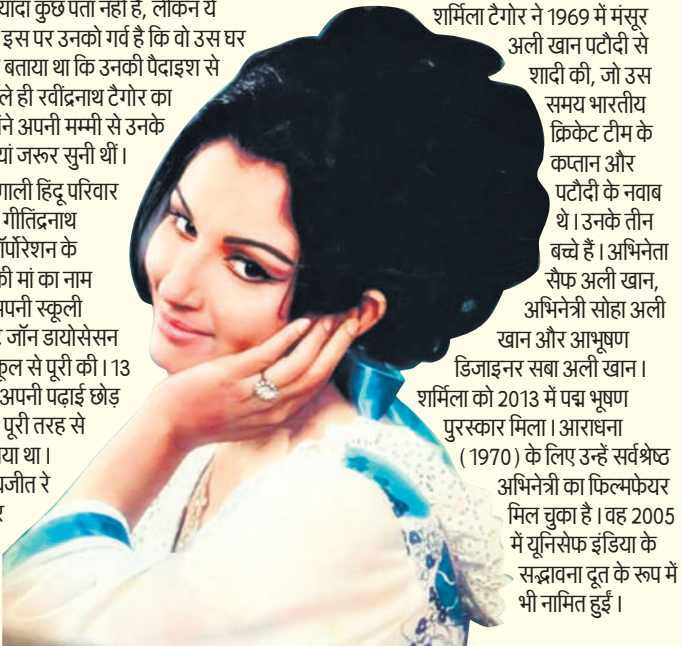 यादा कुछ पता नहीं है, लेकिन ये
इस पर उनको गर्व है कि वो उस घर
बताया था कि उनकी पैदाइश से
ले ही रवींद्रनाथ टैगोर का
ने अपनी मम्मी से उनके
यां जरूर सुनी थीं।
गाली हिंदू परिवार
गीतिंद्रनाथ
ॉर्पोरेशन के
की मां का नाम
अपनी स्कूली
जॉन डायोसेसन
कूल से पूरी की। 13
अपनी पढ़ाई छोड़
पूरी तरह से
या था।
यजीत रे
शर्मिला टैगोर ने 1969 में मंसूर
अली खान पटौदी से
शादी की, जो उस
समय भारतीय
क्रिकेट टीम के
कप्तान और
पटौदी के नवाब
थे। उनके तीन
बच्चे हैं। अभिनेता
सैफ अली खान,
अभिनेत्री सोहा अली
खान और आभूषण
डिजाइनर सबा अली खान।
शर्मिला को 2013 में पद्म भूषण
पुरस्कार मिला। आराधना
(1970) के लिए उन्हें सर्वश्रेष्ठ
अभिनेत्री का फिल्मफेयर
मिल चुका है। वह 2005
में यूनिसेफ इंडिया के
सद्भावना दूत के रूप में
भी नामित हुईं।